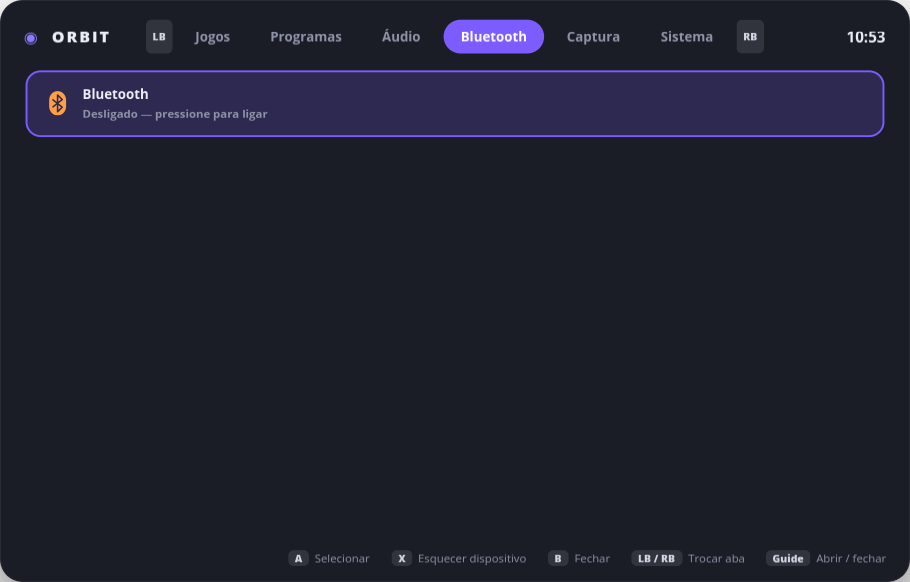 ORBIT LB Jogos Programas Áudio Bluetooth Captura Sistema RB 10:53
Bluetooth
Desligado — pressione para ligar
A Selecionar X Esquecer dispositivo B Fechar LB / RB Trocar aba Guide Abrir / fechar